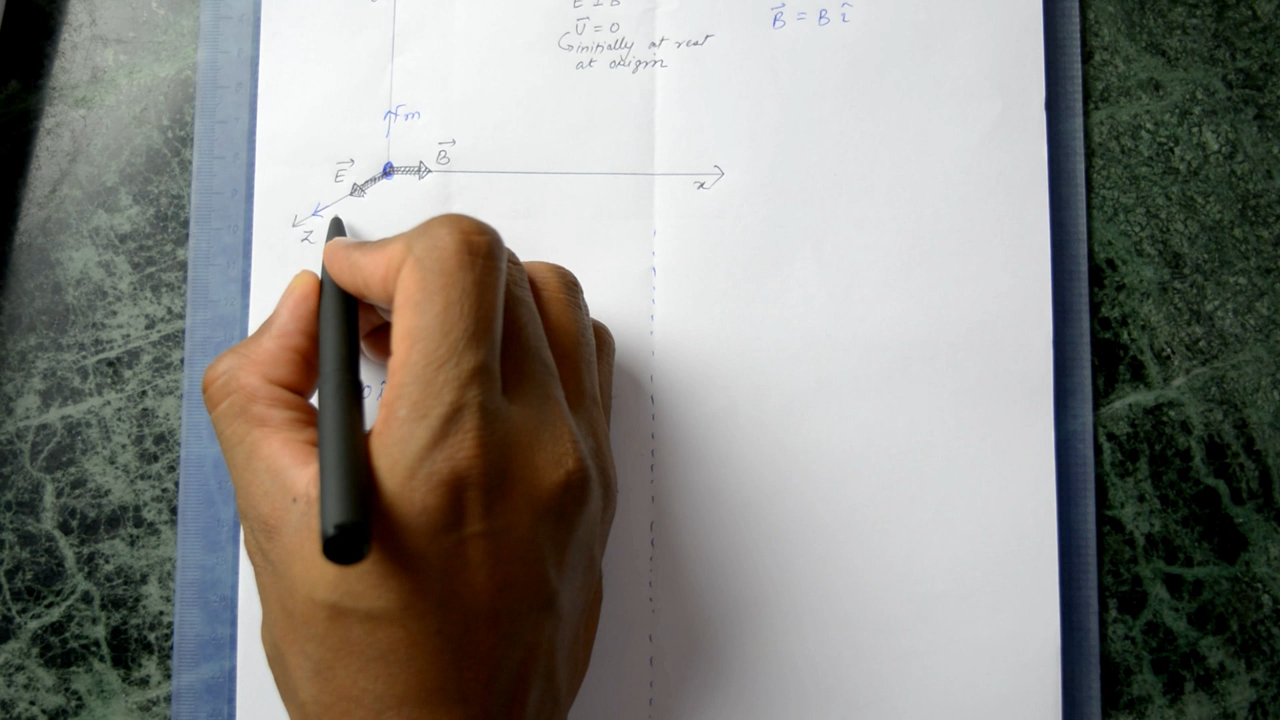 E ⊥ B
U⃗ = 0
initially at rest
at origin
B⃗ = B î
Fm
E⃗
B⃗
x
Z